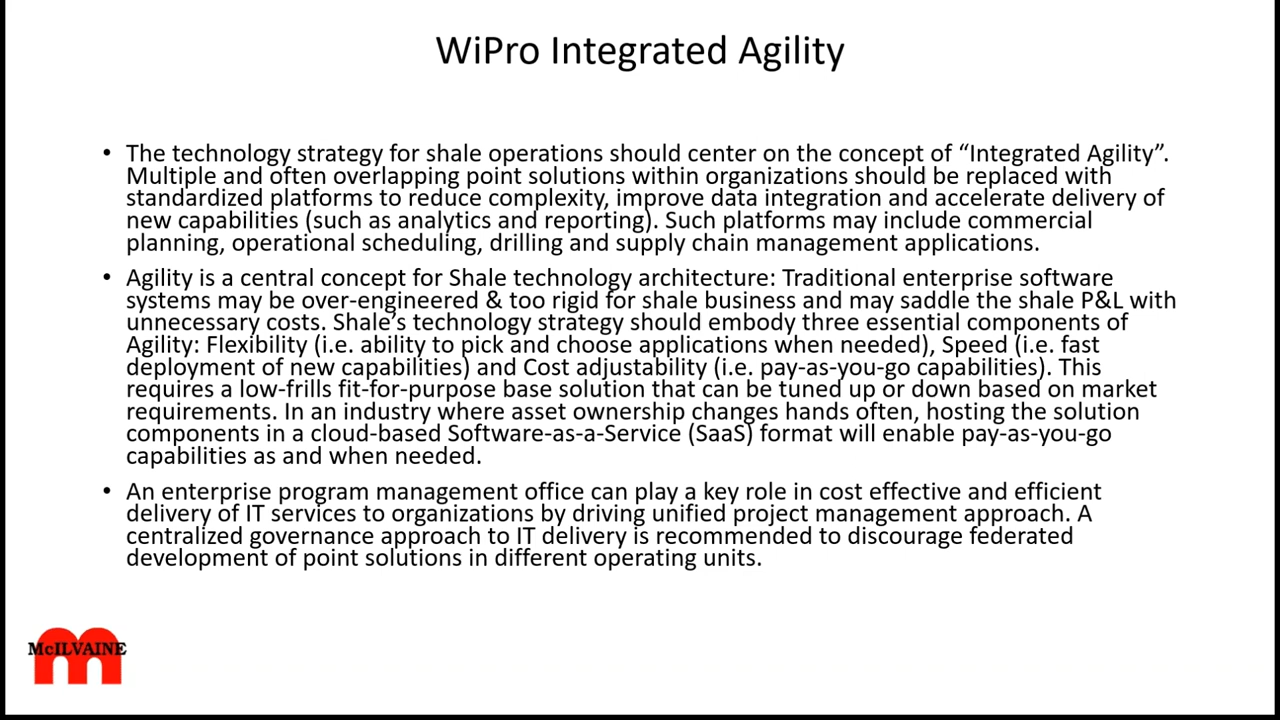 WiPro Integrated Agility
• The technology strategy for shale operations should center on the concept of “Integrated Agility”.
Multiple and often overlapping point solutions within organizations should be replaced with
standardized platforms to reduce complexity, improve data integration and accelerate delivery of
new capabilities (such as analytics and reporting). Such platforms may include commercial
planning, operational scheduling, drilling and supply chain management applications.
• Agility is a central concept for Shale technology architecture: Traditional enterprise software
systems may be over-engineered & too rigid for shale business and may saddle the shale P&L with
unnecessary costs. Shale’s technology strategy should embody three essential components of
Agility: Flexibility (i.e. ability to pick and choose applications when needed), Speed (i.e. fast
deployment of new capabilities) and Cost adjustability (i.e. pay-as-you-go capabilities). This
requires a low-frills fit-for-purpose base solution that can be tuned up or down based on market
requirements. In an industry where asset ownership changes hands often, hosting the solution
components in a cloud-based Software-as-a-Service (SaaS) format will enable pay-as-you-go
capabilities as and when needed.
• An enterprise program management office can play a key role in cost effective and efficient
delivery of IT services to organizations by driving unified project management approach. A
centralized governance approach to IT delivery is recommended to discourage federated
development of point solutions in different operating units.
McILVAINE